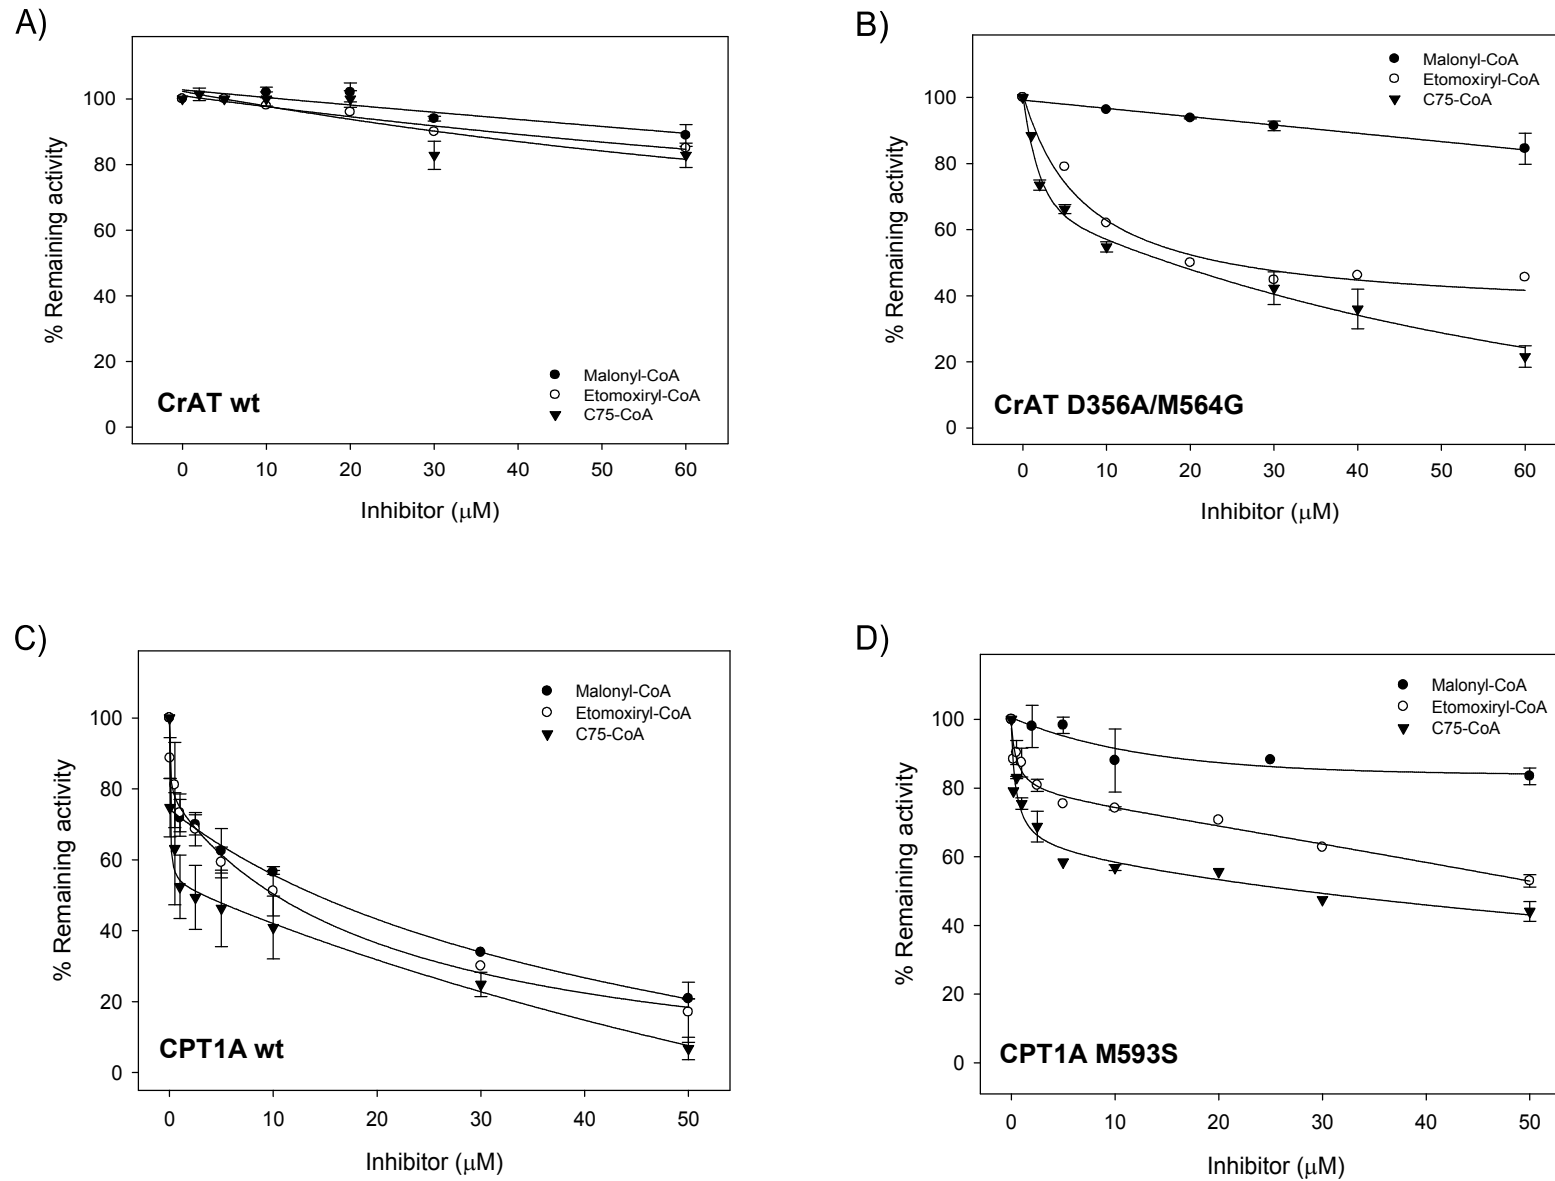 A)
% Remaining activity
100
80
60
40
20
0
Malonyl-CoA
Etomoxiryl-CoA
C75-CoA
CrAT wt
0 10 20 30 40 50 60
Inhibitor (μM)
B)
% Remaining activity
100
80
60
40
20
0
Malonyl-CoA
Etomoxiryl-CoA
C75-CoA
CrAT D356A/M564G
0 10 20 30 40 50 60
Inhibitor (μM)
C)
% Remaining activity
100
80
60
40
20
0
Malonyl-CoA
Etomoxiryl-CoA
C75-CoA
CPT1A wt
0 10 20 30 40 50
Inhibitor (μM)
D)
% Remaining activity
100
80
60
40
20
0
Malonyl-CoA
Etomoxiryl-CoA
C75-CoA
CPT1A M593S
0 10 20 30 40 50
Inhibitor (μM)